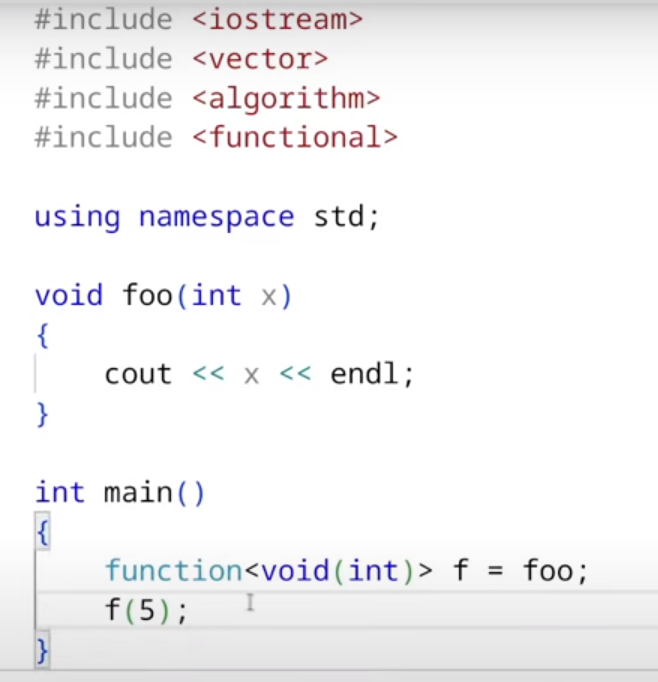 #include <iostream>
#include <vector>
#include <algorithm>
#include <functional>
using namespace std;
void foo(int x)
{
cout << x << endl;
}
int main()
{
function<void(int)> f = foo;
f(5);
}